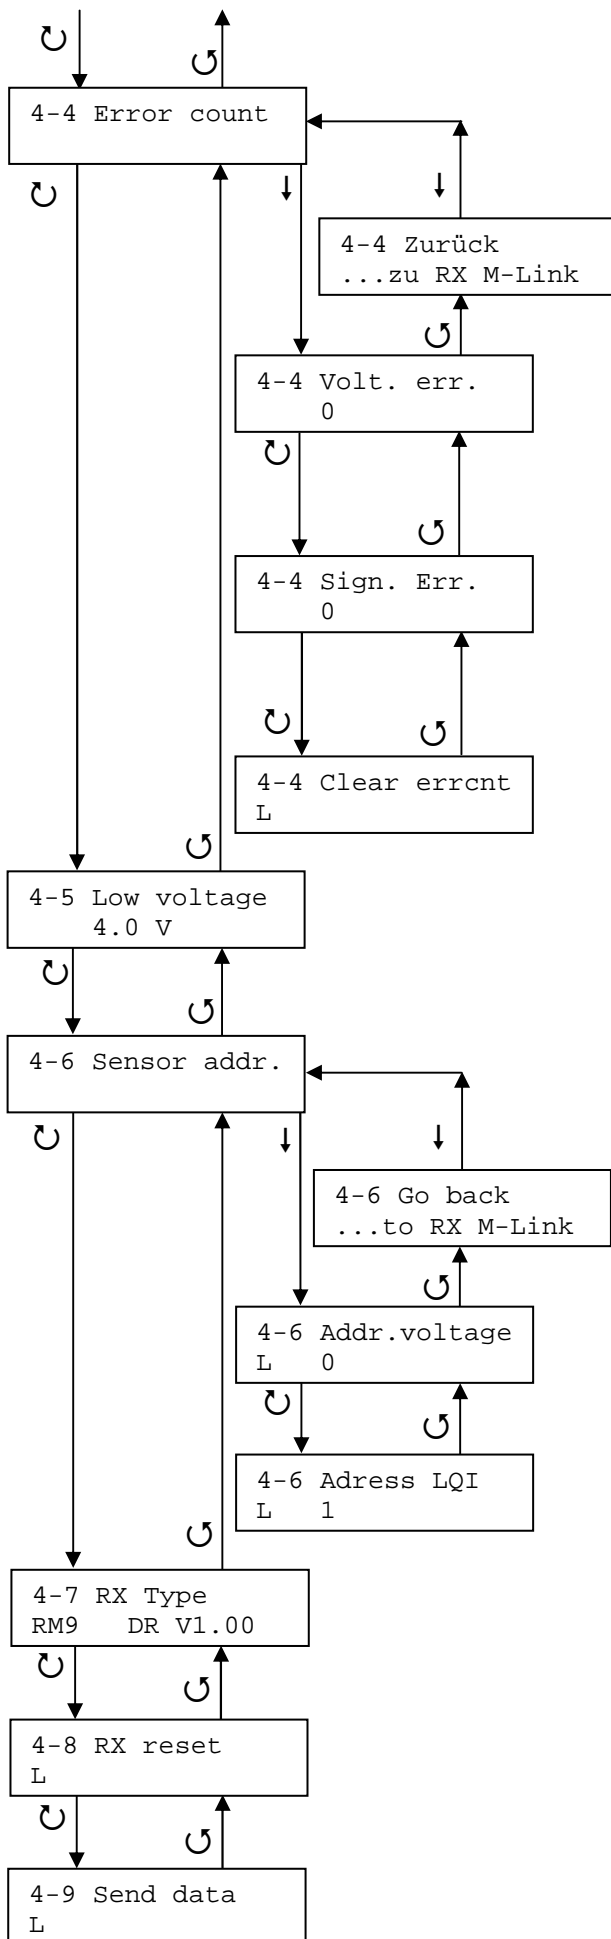 4-4 Error count
4-4 Zurück
...zu RX M-Link
4-4 Volt. err.
0
4-4 Sign. Err.
0
4-4 Clear errcnt
L
4-5 Low voltage
4.0 V
4-6 Sensor addr.
4-6 Go back
...to RX M-Link
4-6 Addr.voltage
L 0
4-6 Adress LQI
L 1
4-7 RX Type
RM9 DR V1.00
4-8 RX reset
L
4-9 Send data
L